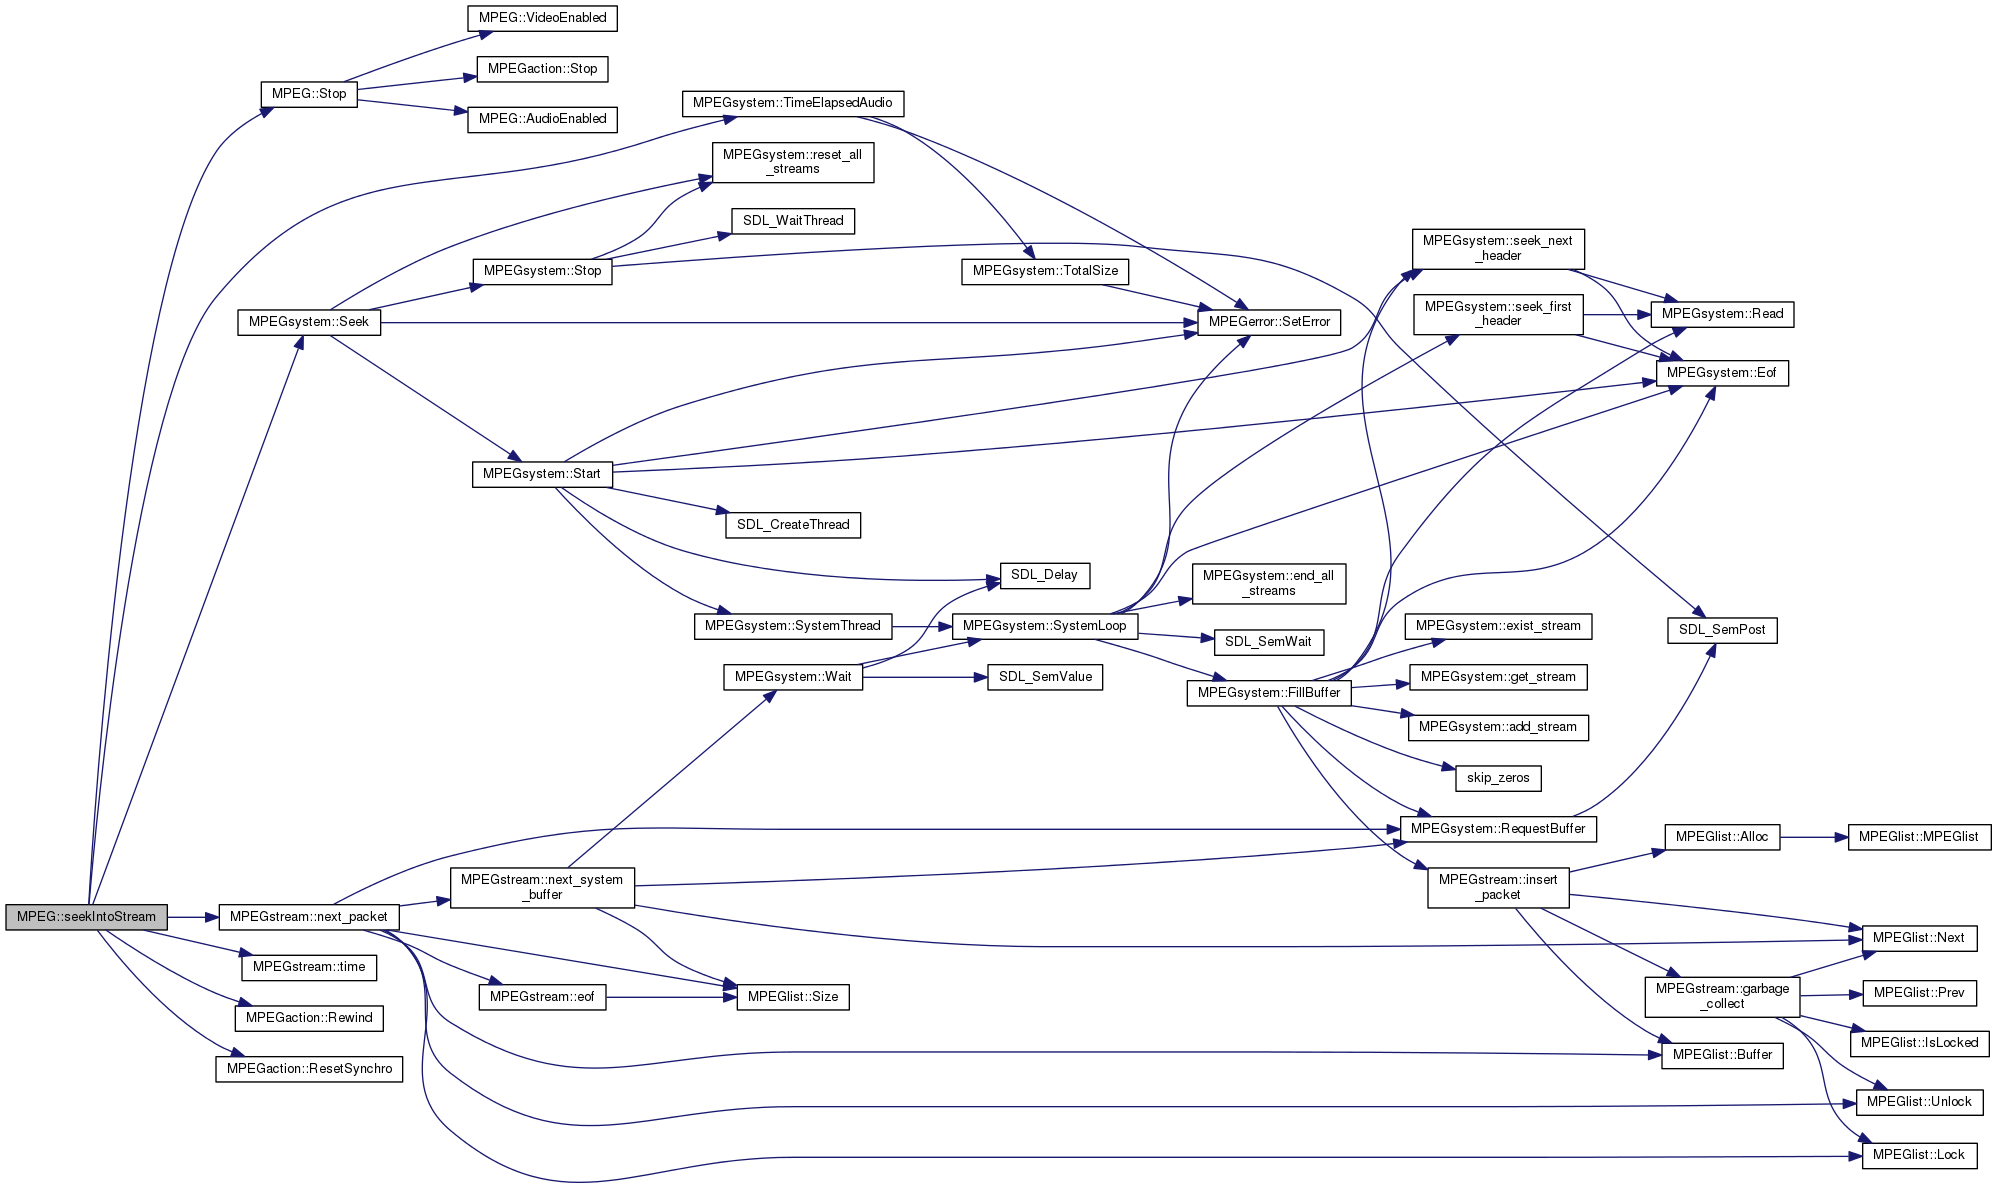 MPEG::VideoEnabled
MPEGaction::Stop
MPEG::Stop
MPEG::AudioEnabled
MPEGsystem::TimeElapsedAudio
MPEGsystem::reset_all
_streams
SDL_WaitThread
MPEGsystem::Stop
MPEGsystem::TotalSize
MPEGsystem::seek_next
_header
MPEGsystem::Seek
MPEGerror::SetError
MPEGsystem::seek_first
_header
MPEGsystem::Read
MPEGsystem::Eof
MPEGsystem::Start
SDL_CreateThread
SDL_Delay
MPEGsystem::end_all
_streams
MPEGsystem::SystemThread
MPEGsystem::SystemLoop
MPEGsystem::exist_stream
SDL_SemPost
SDL_SemWait
MPEGsystem::Wait
SDL_SemValue
MPEGsystem::get_stream
MPEGsystem::FillBuffer
MPEGsystem::add_stream
skip_zeros
MPEGsystem::RequestBuffer
MPEGlist::Alloc
MPEGlist::MPEGlist
MPEGstream::next_system
_buffer
MPEGstream::insert
_packet
MPEG::seekIntoStream
MPEGstream::next_packet
MPEGlist::Next
MPEGstream::time
MPEGstream::eof
MPEGlist::Size
MPEGstream::garbage
_collect
MPEGlist::Prev
MPEGaction::Rewind
MPEGlist::IsLocked
MPEGlist::Buffer
MPEGaction::ResetSynchro
MPEGlist::Unlock
MPEGlist::Lock